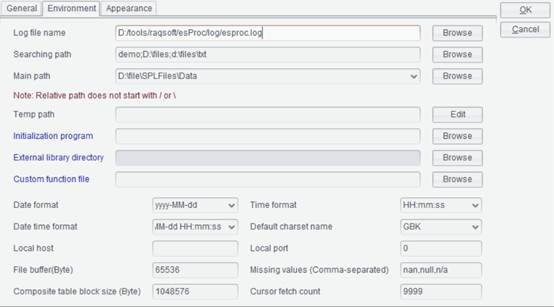 General Environment Appearance
OK
Cancel
Log file name D:/tools/raqsoft/esProc/log/esproc.log Browse
Searching path demo;D:\files;d:\files\txt Browse
Main path D:\file\SPLFiles\Data Browse
Note: Relative path does not start with / or \
Temp path Edit
Initialization program Browse
External library directory Browse
Custom function file Browse
Date format yyyy-MM-dd Time format HH:mm:ss
Date time format MM-dd HH:mm:ss Default charset name GBK
Local host Local port 0
File buffer(Byte) 65536 Missing values (Comma-separated) nan,null,n/a
Composite table block size (Byte) 1048576 Cursor fetch count 9999